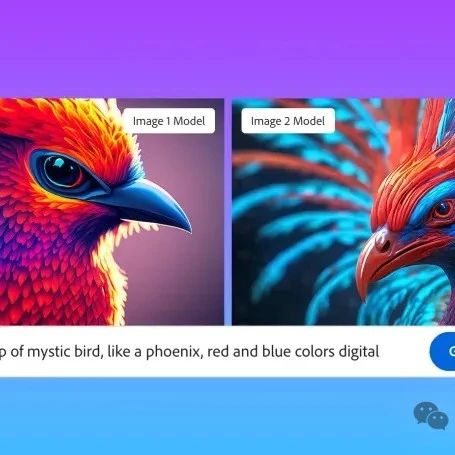 Image 1 Model
Image 2 Model
p of mystic bird, like a phoenix, red and blue colors digital
G